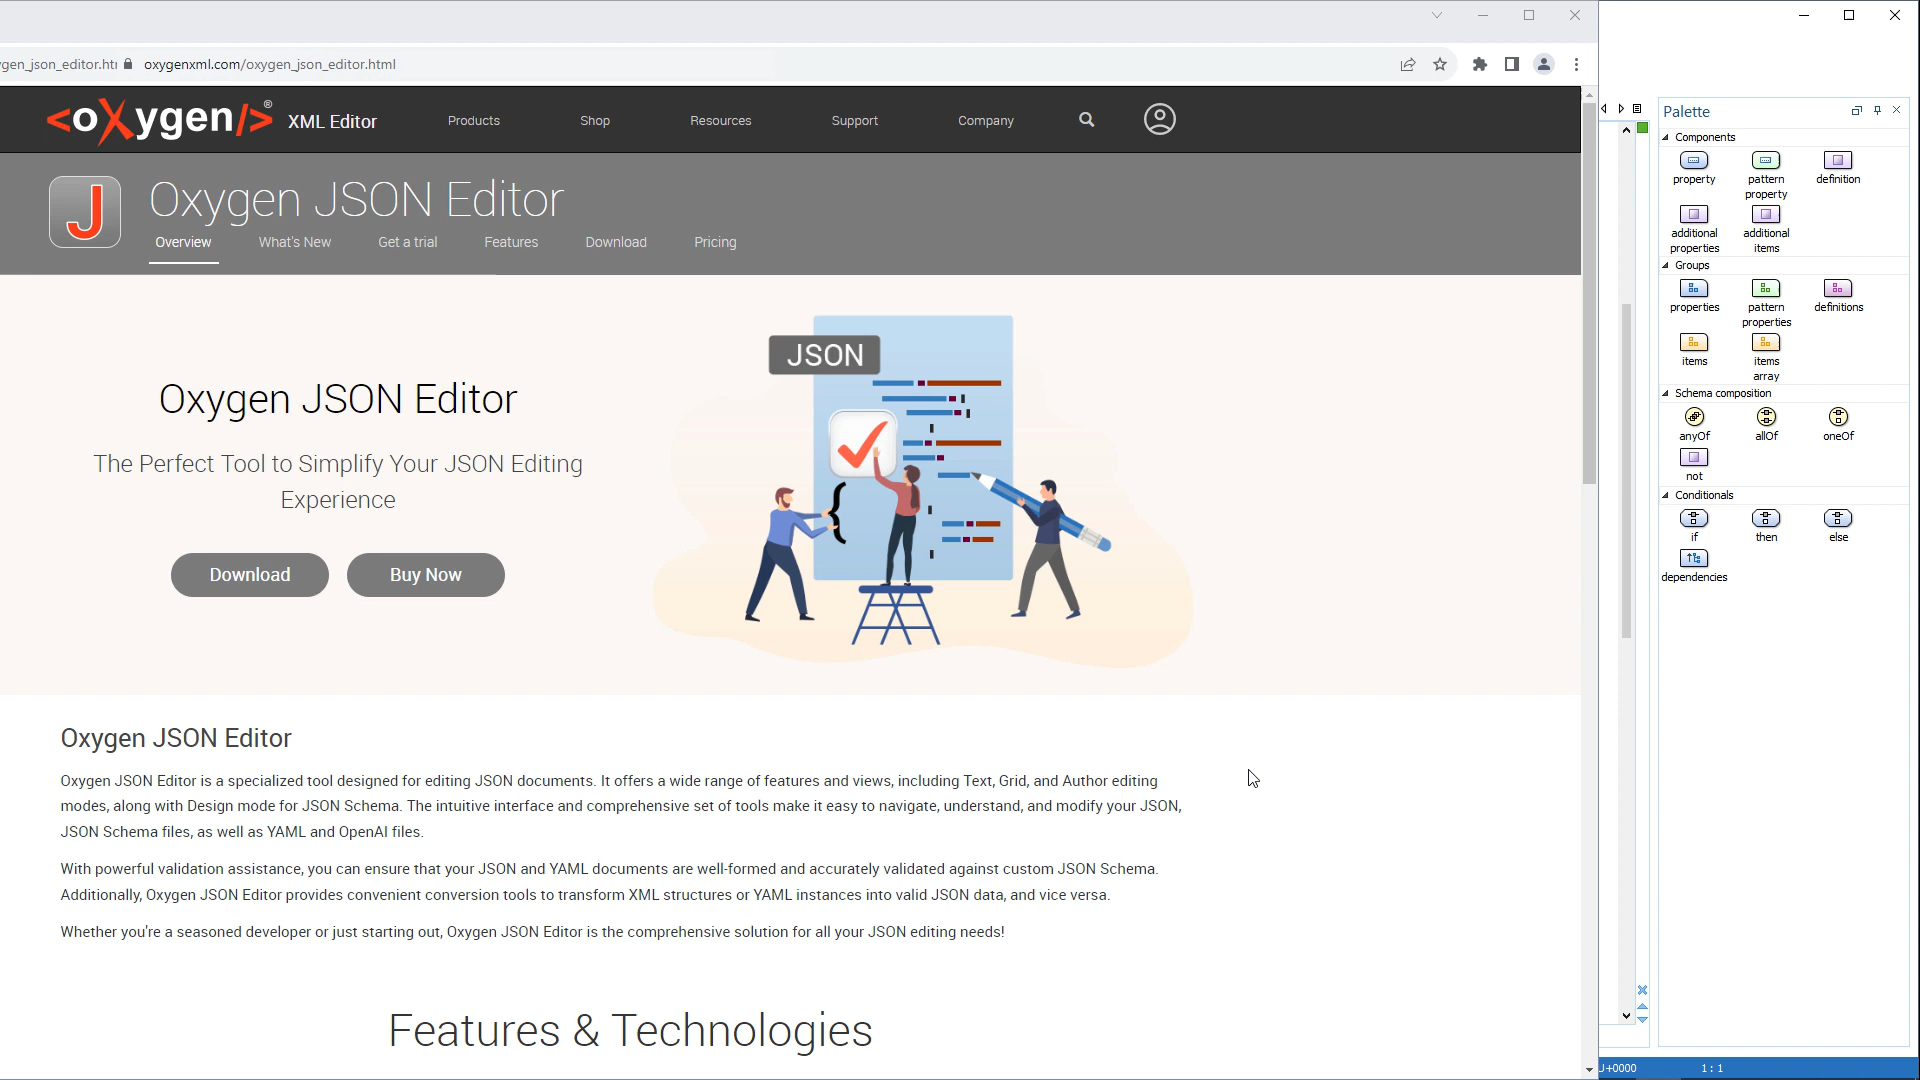 gen_json_editor.ht
oxygenxml.com/oxygen_json_editor.html
<oXygen/>® XML Editor
Products
Shop
Resources
Support
Company
J
Oxygen JSON Editor
Overview
What's New
Get a trial
Features
Download
Pricing
JSON
Oxygen JSON Editor
The Perfect Tool to Simplify Your JSON Editing
Experience
Download
Buy Now
{
Oxygen JSON Editor
Oxygen JSON Editor is a specialized tool designed for editing JSON documents. It offers a wide range of features and views, including Text, Grid, and Author editing
modes, along with Design mode for JSON Schema. The intuitive interface and comprehensive set of tools make it easy to navigate, understand, and modify your JSON,
JSON Schema files, as well as YAML and OpenAI files.
With powerful validation assistance, you can ensure that your JSON and YAML documents are well-formed and accurately validated against custom JSON Schema.
Additionally, Oxygen JSON Editor provides convenient conversion tools to transform XML structures or YAML instances into valid JSON data, and vice versa.
Whether you're a seasoned developer or just starting out, Oxygen JSON Editor is the comprehensive solution for all your JSON editing needs!
Features & Technologies
Palette
Components
property
pattern
property
definition
additional
properties
additional
items
Groups
properties
pattern
properties
definitions
items
items
array
Schema composition
anyOf
allOf
oneOf
not
Conditionals
if
then
else
dependencies
U+0000
1 : 1